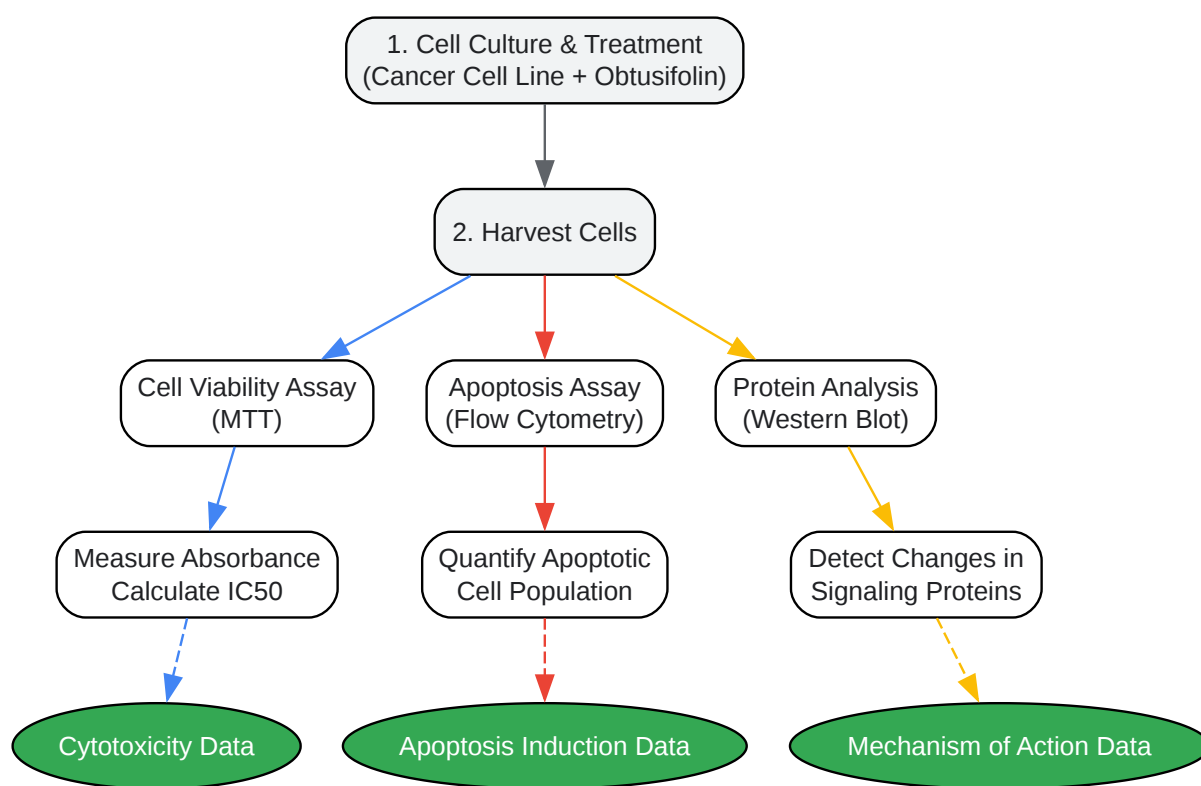 1. Cell Culture & Treatment
(Cancer Cell Line + Obtusifolin)
2. Harvest Cells
Cell Viability Assay
(MTT)
Apoptosis Assay
(Flow Cytometry)
Protein Analysis
(Western Blot)
Measure Absorbance
Calculate IC50
Quantify Apoptotic
Cell Population
Detect Changes in
Signaling Proteins
Cytotoxicity Data
Apoptosis Induction Data
Mechanism of Action Data